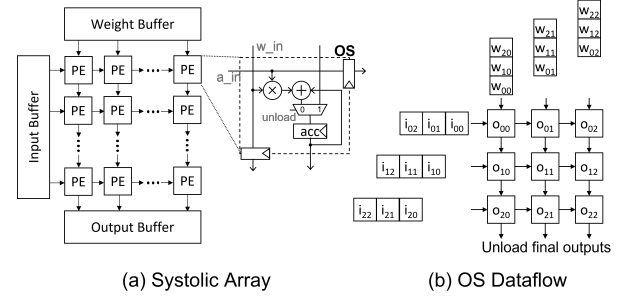 Weight Buffer
Input Buffer
PE PE PE
PE PE PE
PE PE PE
Output Buffer
w_in
OS
a_in
× +
unload 0 1
acc
(a) Systolic Array
w₂₂
w₂₁ w₁₂
w₂₀ w₁₁ w₀₂
w₁₀ w₀₁
w₀₀
i₀₂ i₀₁ i₀₀ o₀₀ o₀₁ o₀₂
i₁₂ i₁₁ i₁₀ o₁₀ o₁₁ o₁₂
i₂₂ i₂₁ i₂₀ o₂₀ o₂₁ o₂₂
Unload final outputs
(b) OS Dataflow